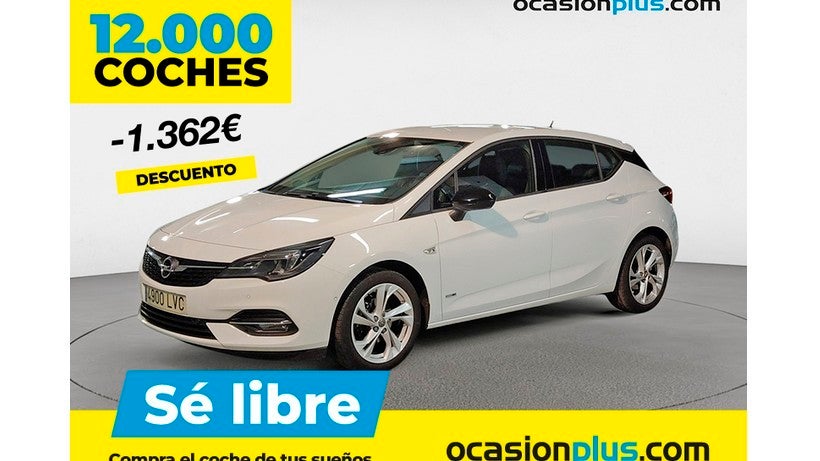 ocasionplus.com
12.000
COCHES
-1.362€
DESCUENTO
4900 LVC
Sé libre
Compra el coche de tus sueños
ocasionplus.com